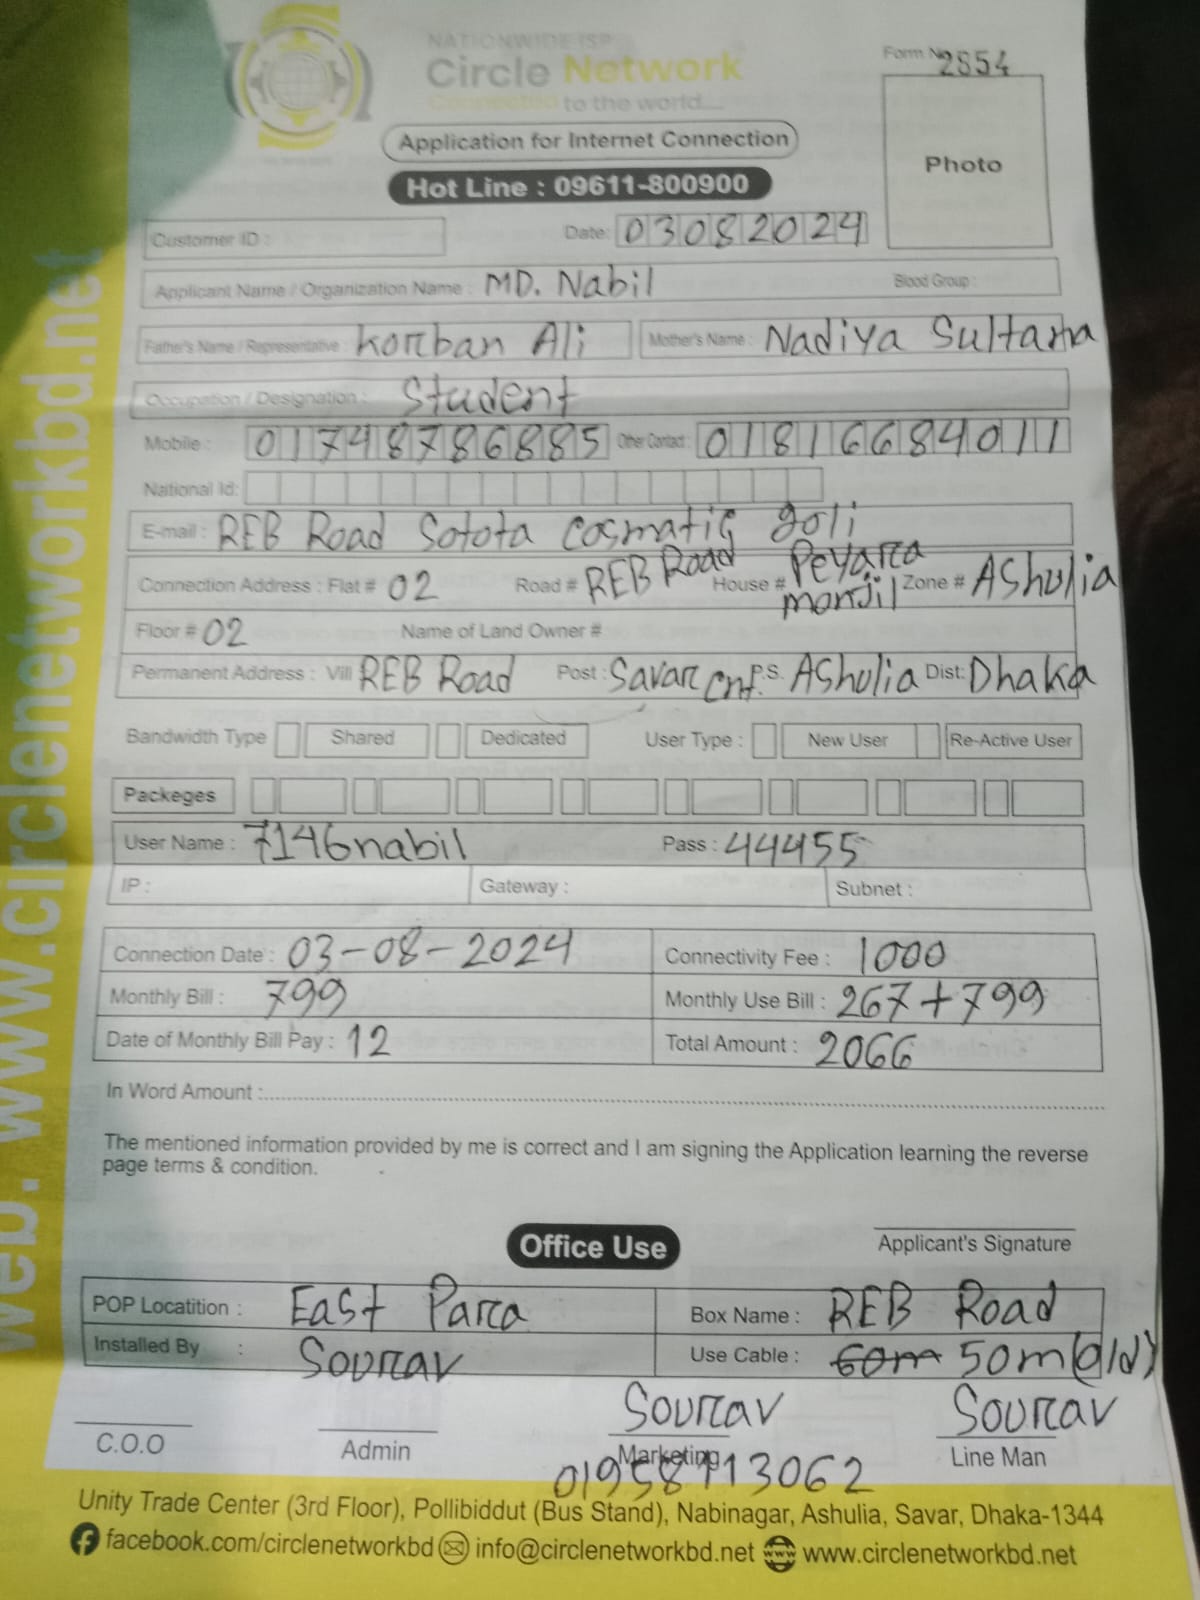 NATIONWIDE ISP
Circle Network
Connected to the world....
Form No 2854
Application for Internet Connection
Photo
Hot Line : 09611-800900
Customer ID :
Date: 03082024
Applicant Name / Organization Name : MD. Nabil Blood Group :
Father's Name / Representative : Korban Ali Mother's Name : Nadiya Sultana
Occupation / Designation : Student
Mobile : 01748786885 Other Contact : 01816684011
National Id:
E-mail : REB Road Sotota Cosmatic goli
Connection Address : Flat # 02 Road # REB Road House # Peyara monjil Zone # Ashulia
Floor # 02 Name of Land Owner #
Permanent Address : Vill REB Road Post : Savar Cnt. P.S. Ashulia Dist: Dhaka
Bandwidth Type Shared Dedicated User Type : New User Re-Active User
Packeges
User Name : 7146nabil Pass : 44455
IP : Gateway : Subnet :
Connection Date : 03-08-2024 Connectivity Fee : 1000
Monthly Bill : 799 Monthly Use Bill : 267+799
Date of Monthly Bill Pay : 12 Total Amount : 2066
In Word Amount :
The mentioned information provided by me is correct and I am signing the Application learning the reverse
page terms & condition.
Applicant's Signature
Office Use
POP Locatition : East Para Box Name : REB Road
Installed By : Sourav Use Cable : 60m 50m(old)
Sourav Sourav
C.O.O Admin Marketing Line Man
01958113062
Unity Trade Center (3rd Floor), Pollibiddut (Bus Stand), Nabinagar, Ashulia, Savar, Dhaka-1344
facebook.com/circlenetworkbd info@circlenetworkbd.net www.circlenetworkbd.net
web: www.circlenetworkbd.net